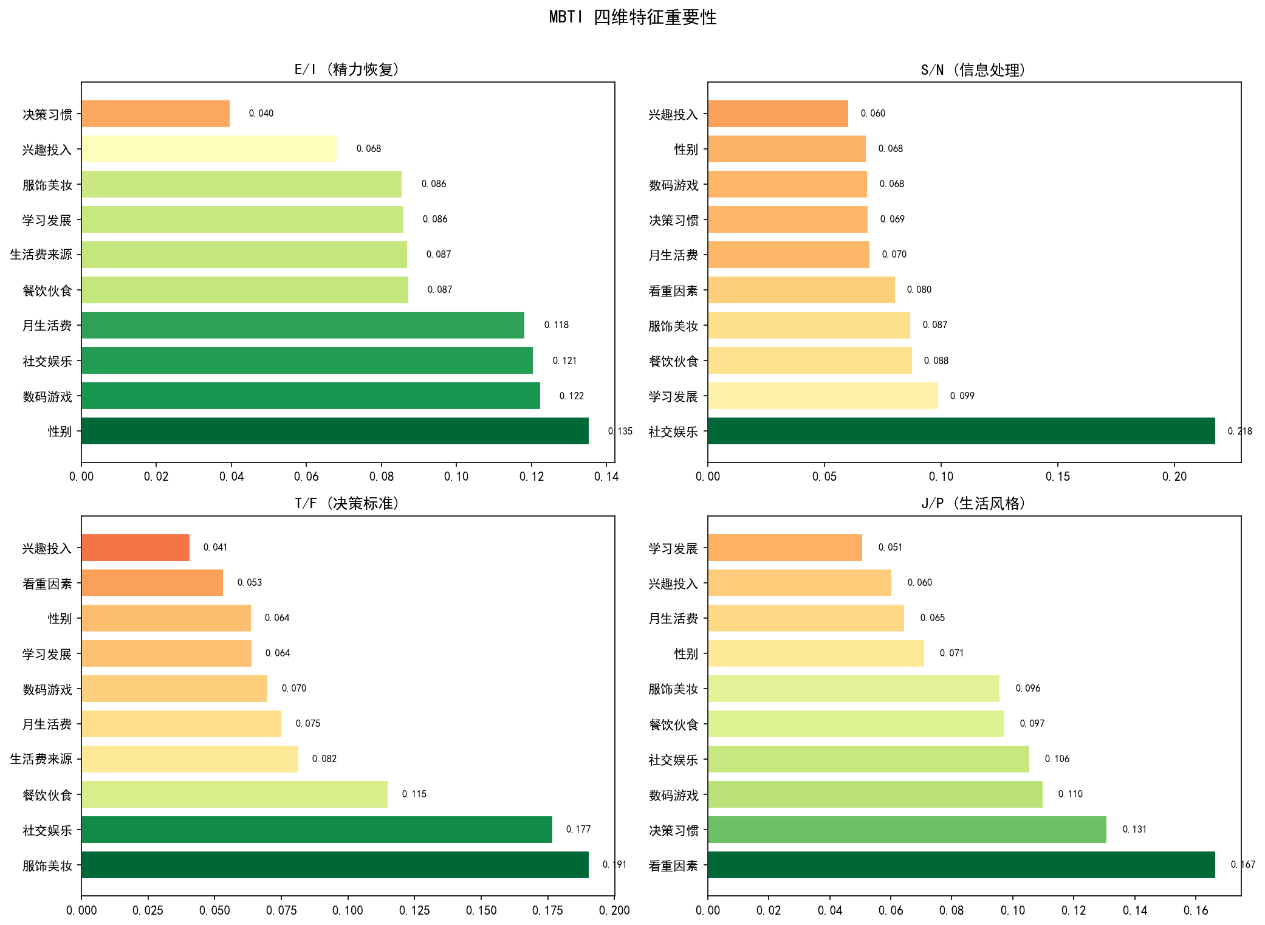 MBTI 四维特征重要性
E/I (精力恢复)
决策习惯 0.040
兴趣投入 0.068
服饰美妆 0.086
学习发展 0.086
生活费来源 0.087
餐饮伙食 0.087
月生活费 0.118
社交娱乐 0.121
数码游戏 0.122
性别 0.135
0.00 0.02 0.04 0.06 0.08 0.10 0.12 0.14
S/N (信息处理)
兴趣投入 0.060
性别 0.068
数码游戏 0.068
决策习惯 0.069
月生活费 0.070
看重因素 0.080
服饰美妆 0.087
餐饮伙食 0.088
学习发展 0.099
社交娱乐 0.218
0.00 0.05 0.10 0.15 0.20
T/F (决策标准)
兴趣投入 0.041
看重因素 0.053
性别 0.064
学习发展 0.064
数码游戏 0.070
月生活费 0.075
生活费来源 0.082
餐饮伙食 0.115
社交娱乐 0.177
服饰美妆 0.191
0.000 0.025 0.050 0.075 0.100 0.125 0.150 0.175 0.200
J/P (生活风格)
学习发展 0.051
兴趣投入 0.060
月生活费 0.065
性别 0.071
服饰美妆 0.096
餐饮伙食 0.097
社交娱乐 0.106
数码游戏 0.110
决策习惯 0.131
看重因素 0.167
0.00 0.02 0.04 0.06 0.08 0.10 0.12 0.14 0.16